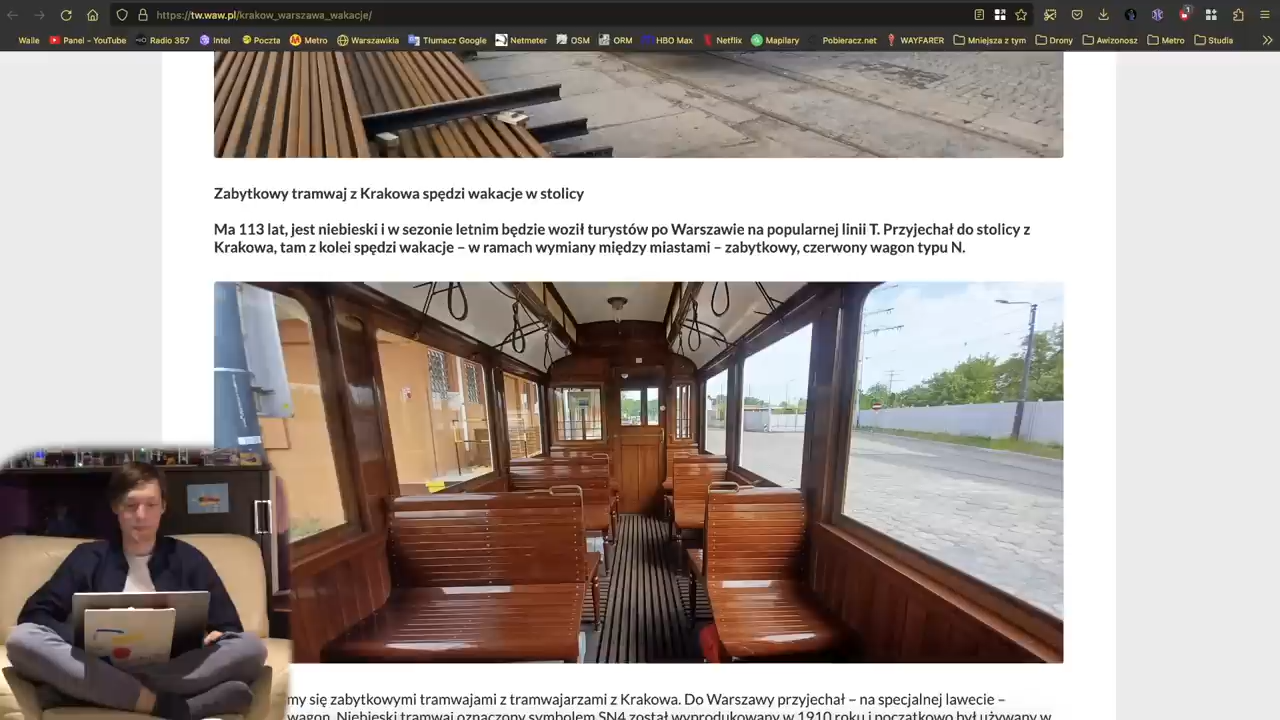 https://tw.waw.pl/krakow_warszawa_wakacje/
Walle
Panel - YouTube
Radio 357
Intel
Poczta
Metro
Warszawikia
Tłumacz Google
Netmeter
OSM
ORM
HBO Max
Netflix
Mapilary
Pobieracz.net
WAYFARER
Mniejsza z tym
Drony
Awizonosz
Metro
Studia
Zabytkowy tramwaj z Krakowa spędzi wakacje w stolicy
Ma 113 lat, jest niebieski i w sezonie letnim będzie woził turystów po Warszawie na popularnej linii T. Przyjechał do stolicy z
Krakowa, tam z kolei spędzi wakacje – w ramach wymiany między miastami – zabytkowy, czerwony wagon typu N.
my się zabytkowymi tramwajami z tramwajarzami z Krakowa. Do Warszawy przyjechał – na specjalnej lawecie –
wagon. Niebieski tramwaj oznaczony symbolem SN4 został wyprodukowany w 1910 roku i początkowo był używany w